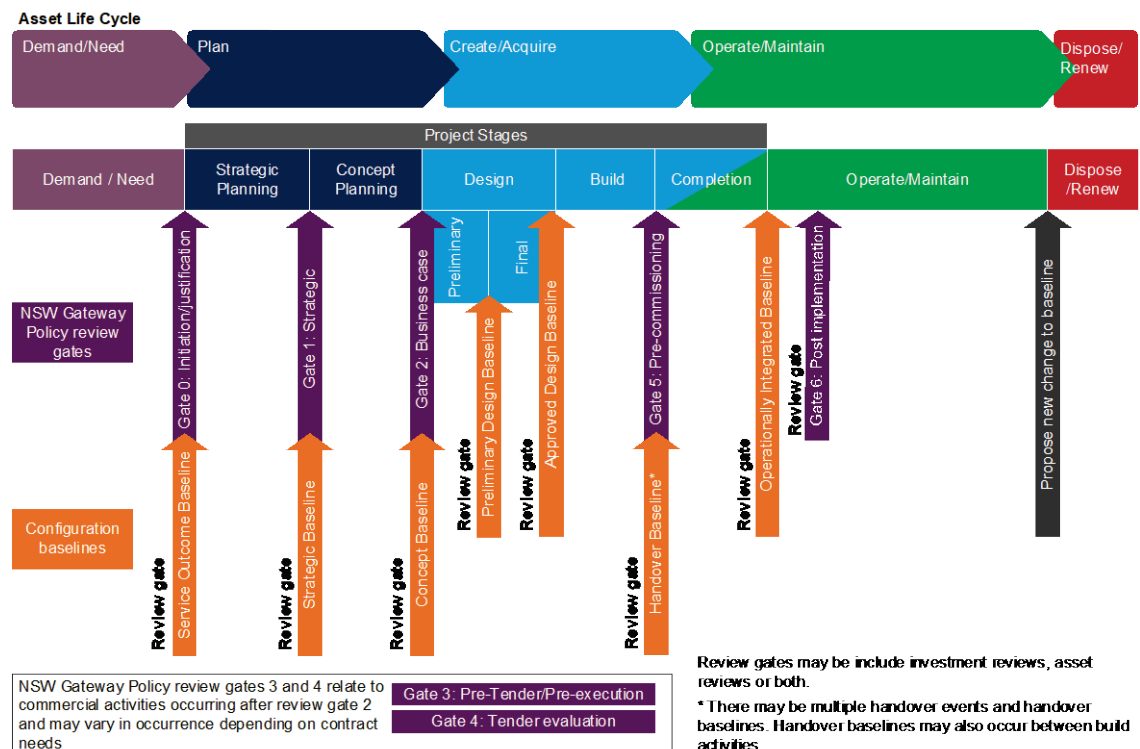 Asset Life Cycle
Demand/Need
Plan
Create/Acquire
Operate/Maintain
Dispose/
Renew
Project Stages
Demand / Need
Strategic
Planning
Concept
Planning
Design
Build
Completion
Operate/Maintain
Dispose
/Renew
Preliminary
Final
NSW Gateway
Policy review
gates
Gate 0: Initiation/justification
Gate 1: Strategic
Gate 2: Business case
Gate 5: Pre-commissioning
Review gate
Gate 6: Post implementation
Configuration
baselines
Review gate
Service Outcome Baseline
Review gate
Strategic Baseline
Review gate
Concept Baseline
Review gate
Preliminary Design Baseline
Review gate
Approved Design Baseline
Review gate
Handover Baseline*
Review gate
Operationally Integrated Baseline
Propose new change to baseline
NSW Gateway Policy review gates 3 and 4 relate to
commercial activities occurring after review gate 2
and may vary in occurrence depending on contract
needs
Gate 3: Pre-Tender/Pre-execution
Gate 4: Tender evaluation
Review gates may be include investment reviews, asset
reviews or both.
* There may be multiple handover events and handover
baselines. Handover baselines may also occur between build
activities